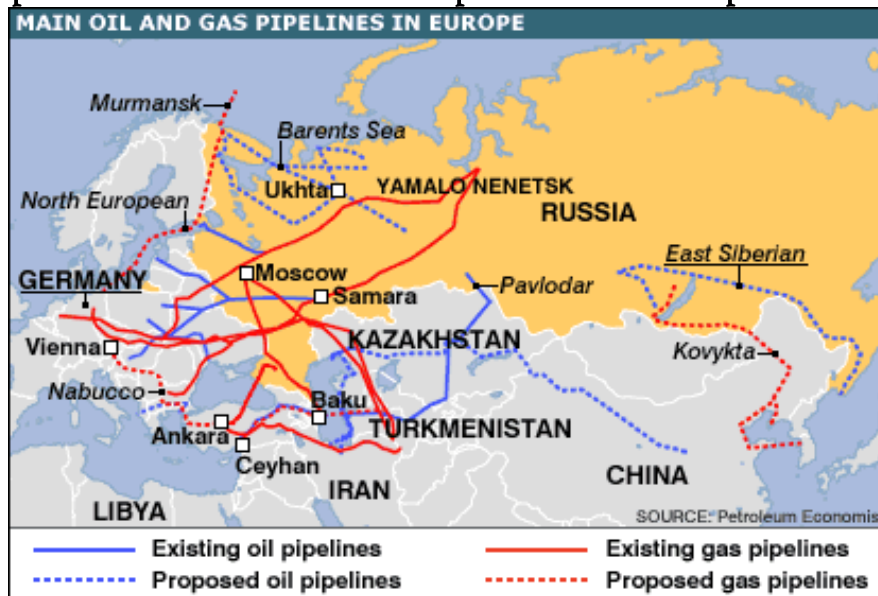 MAIN OIL AND GAS PIPELINES IN EUROPE
Murmansk
Barents Sea
Ukhta
YAMALO NENETSK
North European
RUSSIA
East Siberian
GERMANY
Moscow
Pavlodar
Samara
KAZAKHSTAN
Vienna
Kovykta
Nabucco
Baku
Ankara
TURKMENISTAN
Ceyhan
CHINA
IRAN
LIBYA
SOURCE: Petroleum Economis
Existing oil pipelines
Existing gas pipelines
Proposed oil pipelines
Proposed gas pipelines